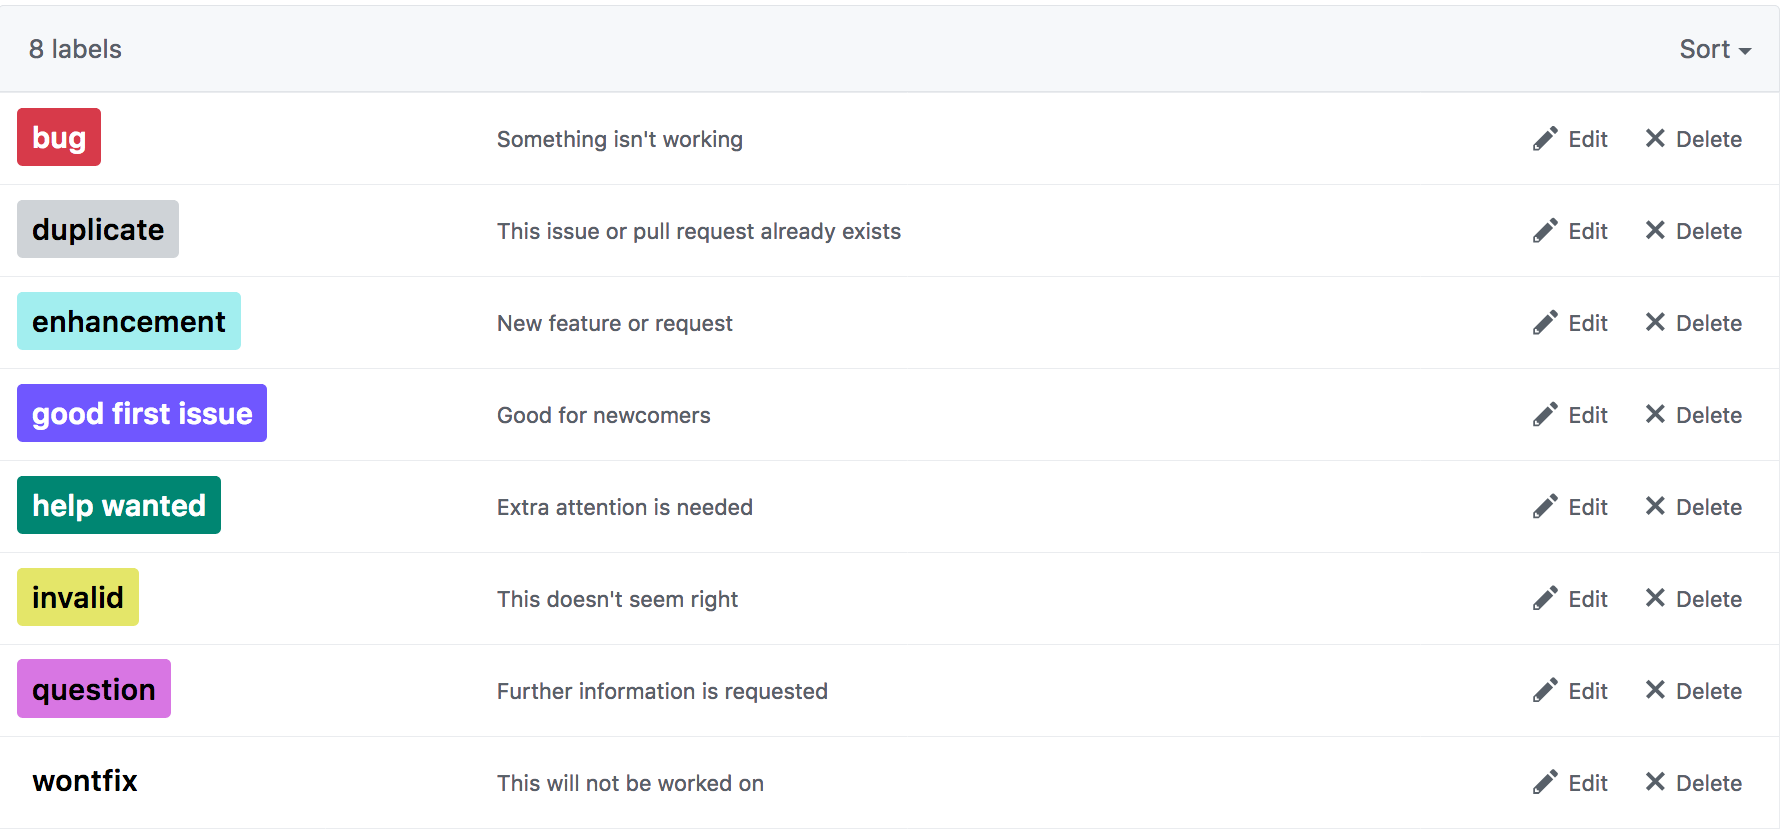 8 labels Sort
bug Something isn't working Edit Delete
duplicate This issue or pull request already exists Edit Delete
enhancement New feature or request Edit Delete
good first issue Good for newcomers Edit Delete
help wanted Extra attention is needed Edit Delete
invalid This doesn't seem right Edit Delete
question Further information is requested Edit Delete
wontfix This will not be worked on Edit Delete